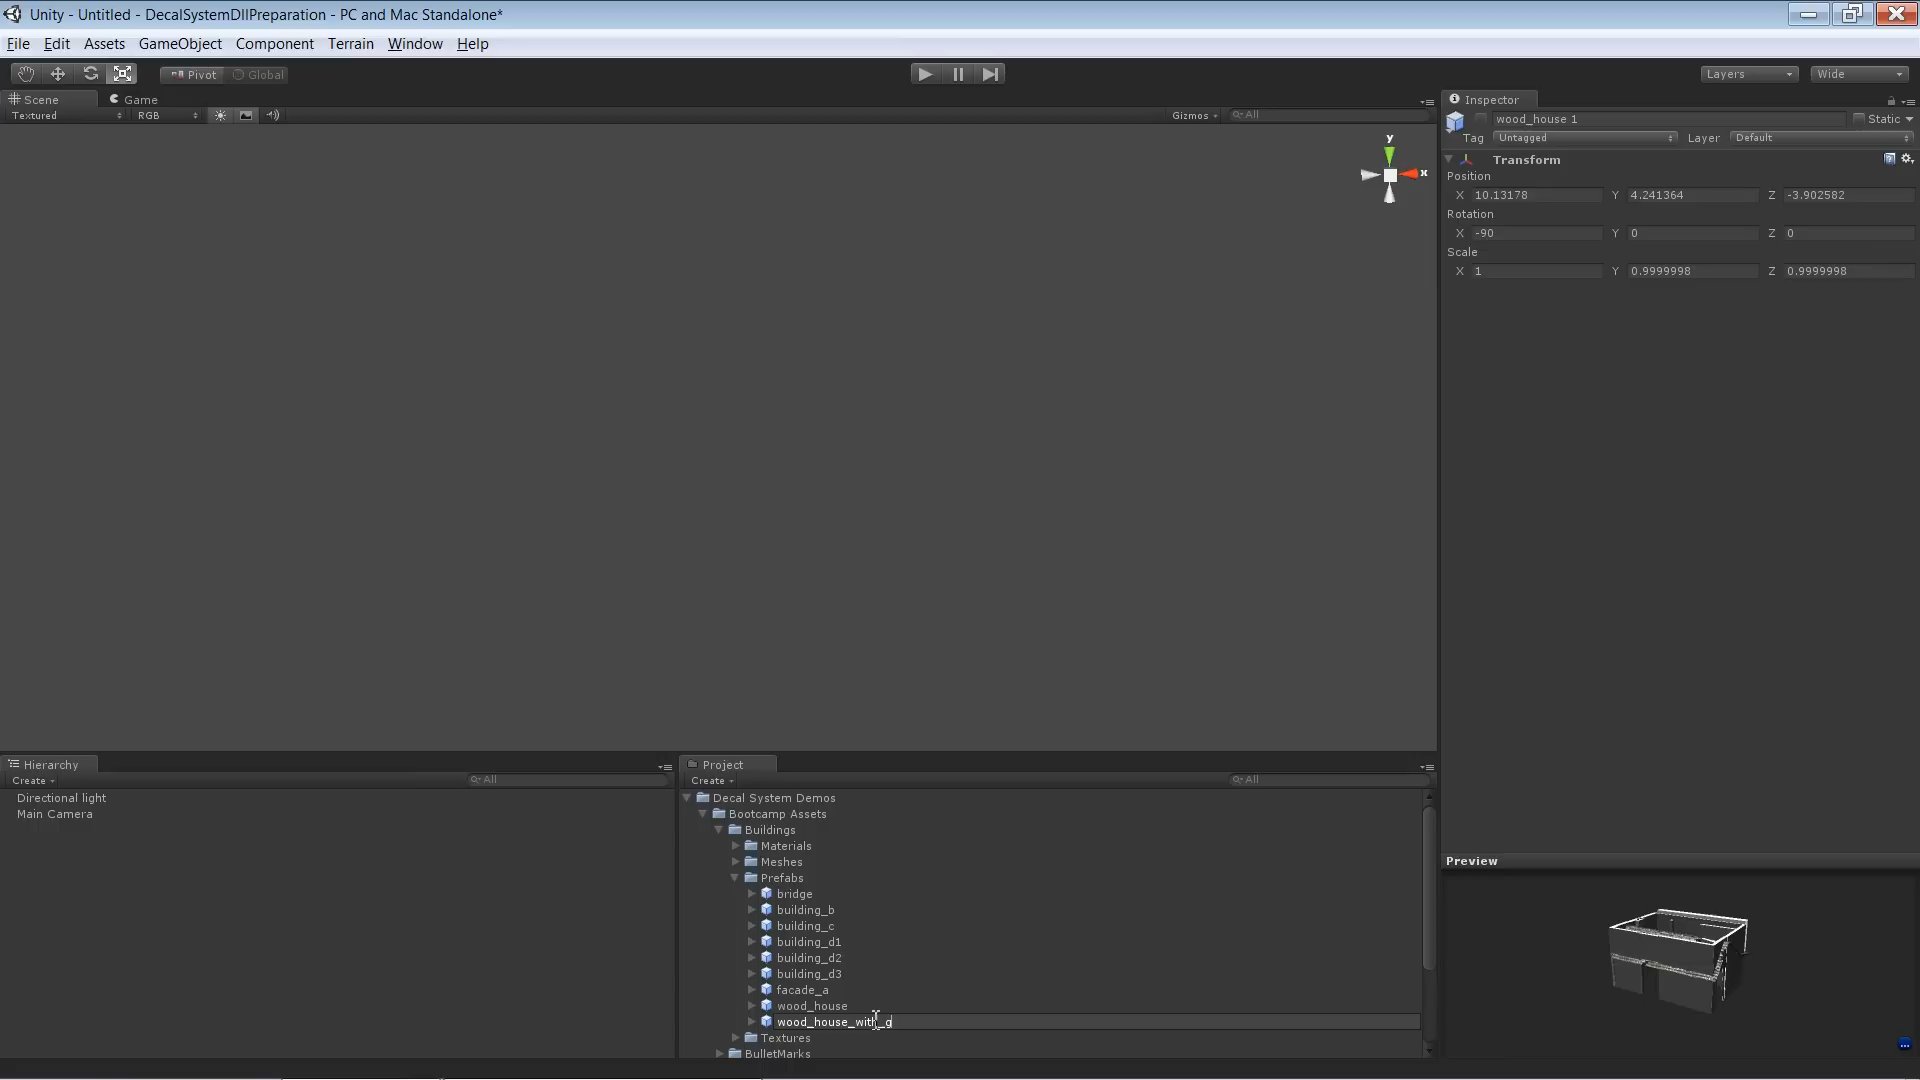 Unity - Untitled - DecalSystemDllPreparation - PC and Mac Standalone*
File Edit Assets GameObject Component Terrain Window Help
Pivot Global Layers Wide
Scene Game Inspector
Textured RGB Gizmos All
wood_house 1 Static
Tag Untagged Layer Default
y
x
Transform
Position
X 10.13178 Y 4.241364 Z -3.902582
Rotation
X -90 Y 0 Z 0
Scale
X 1 Y 0.9999998 Z 0.9999998
Hierarchy
Create All
Directional light
Main Camera
Project
Create All
Decal System Demos
Bootcamp Assets
Buildings
Materials
Meshes
Prefabs
bridge
building_b
building_c
building_d1
building_d2
building_d3
facade_a
wood_house
wood_house_with_g
Textures
BulletMarks
Preview